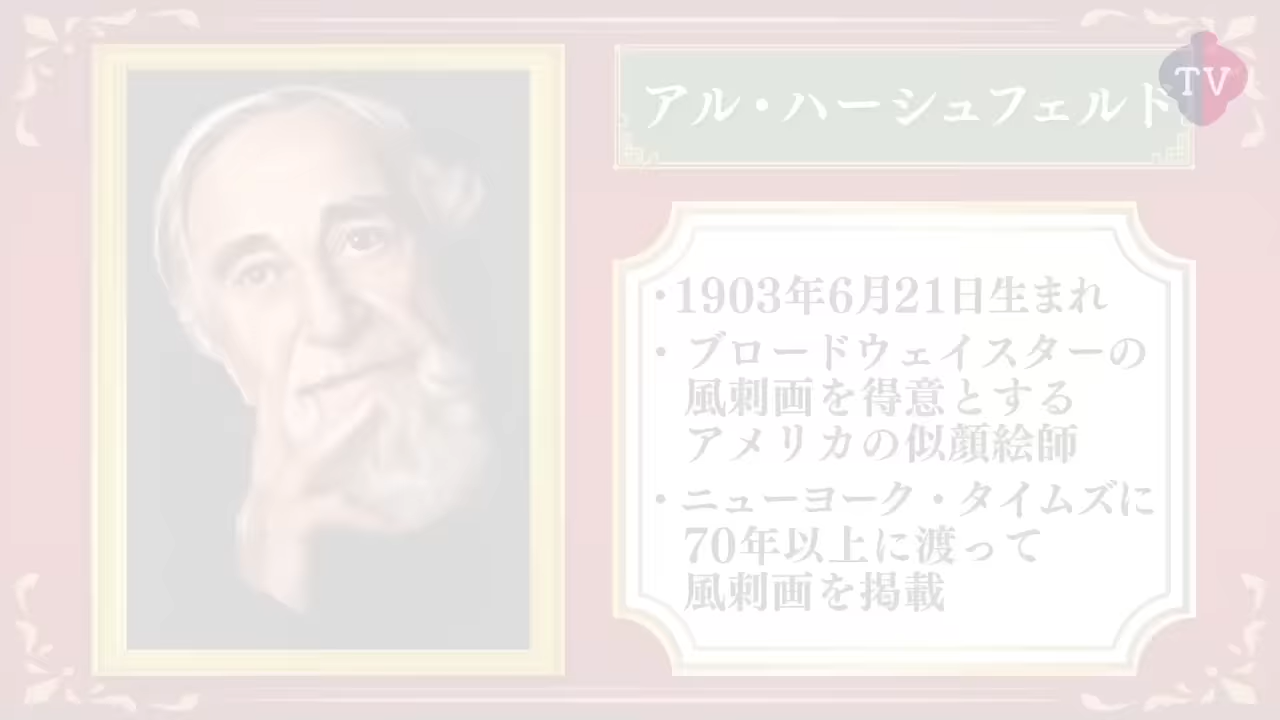 アル・ハーシュフェルド
TV
・1903年6月21日生まれ
・ブロードウェイスターの
風刺画を得意とする
アメリカの似顔絵師
・ニューヨーク・タイムズに
70年以上に渡って
風刺画を掲載